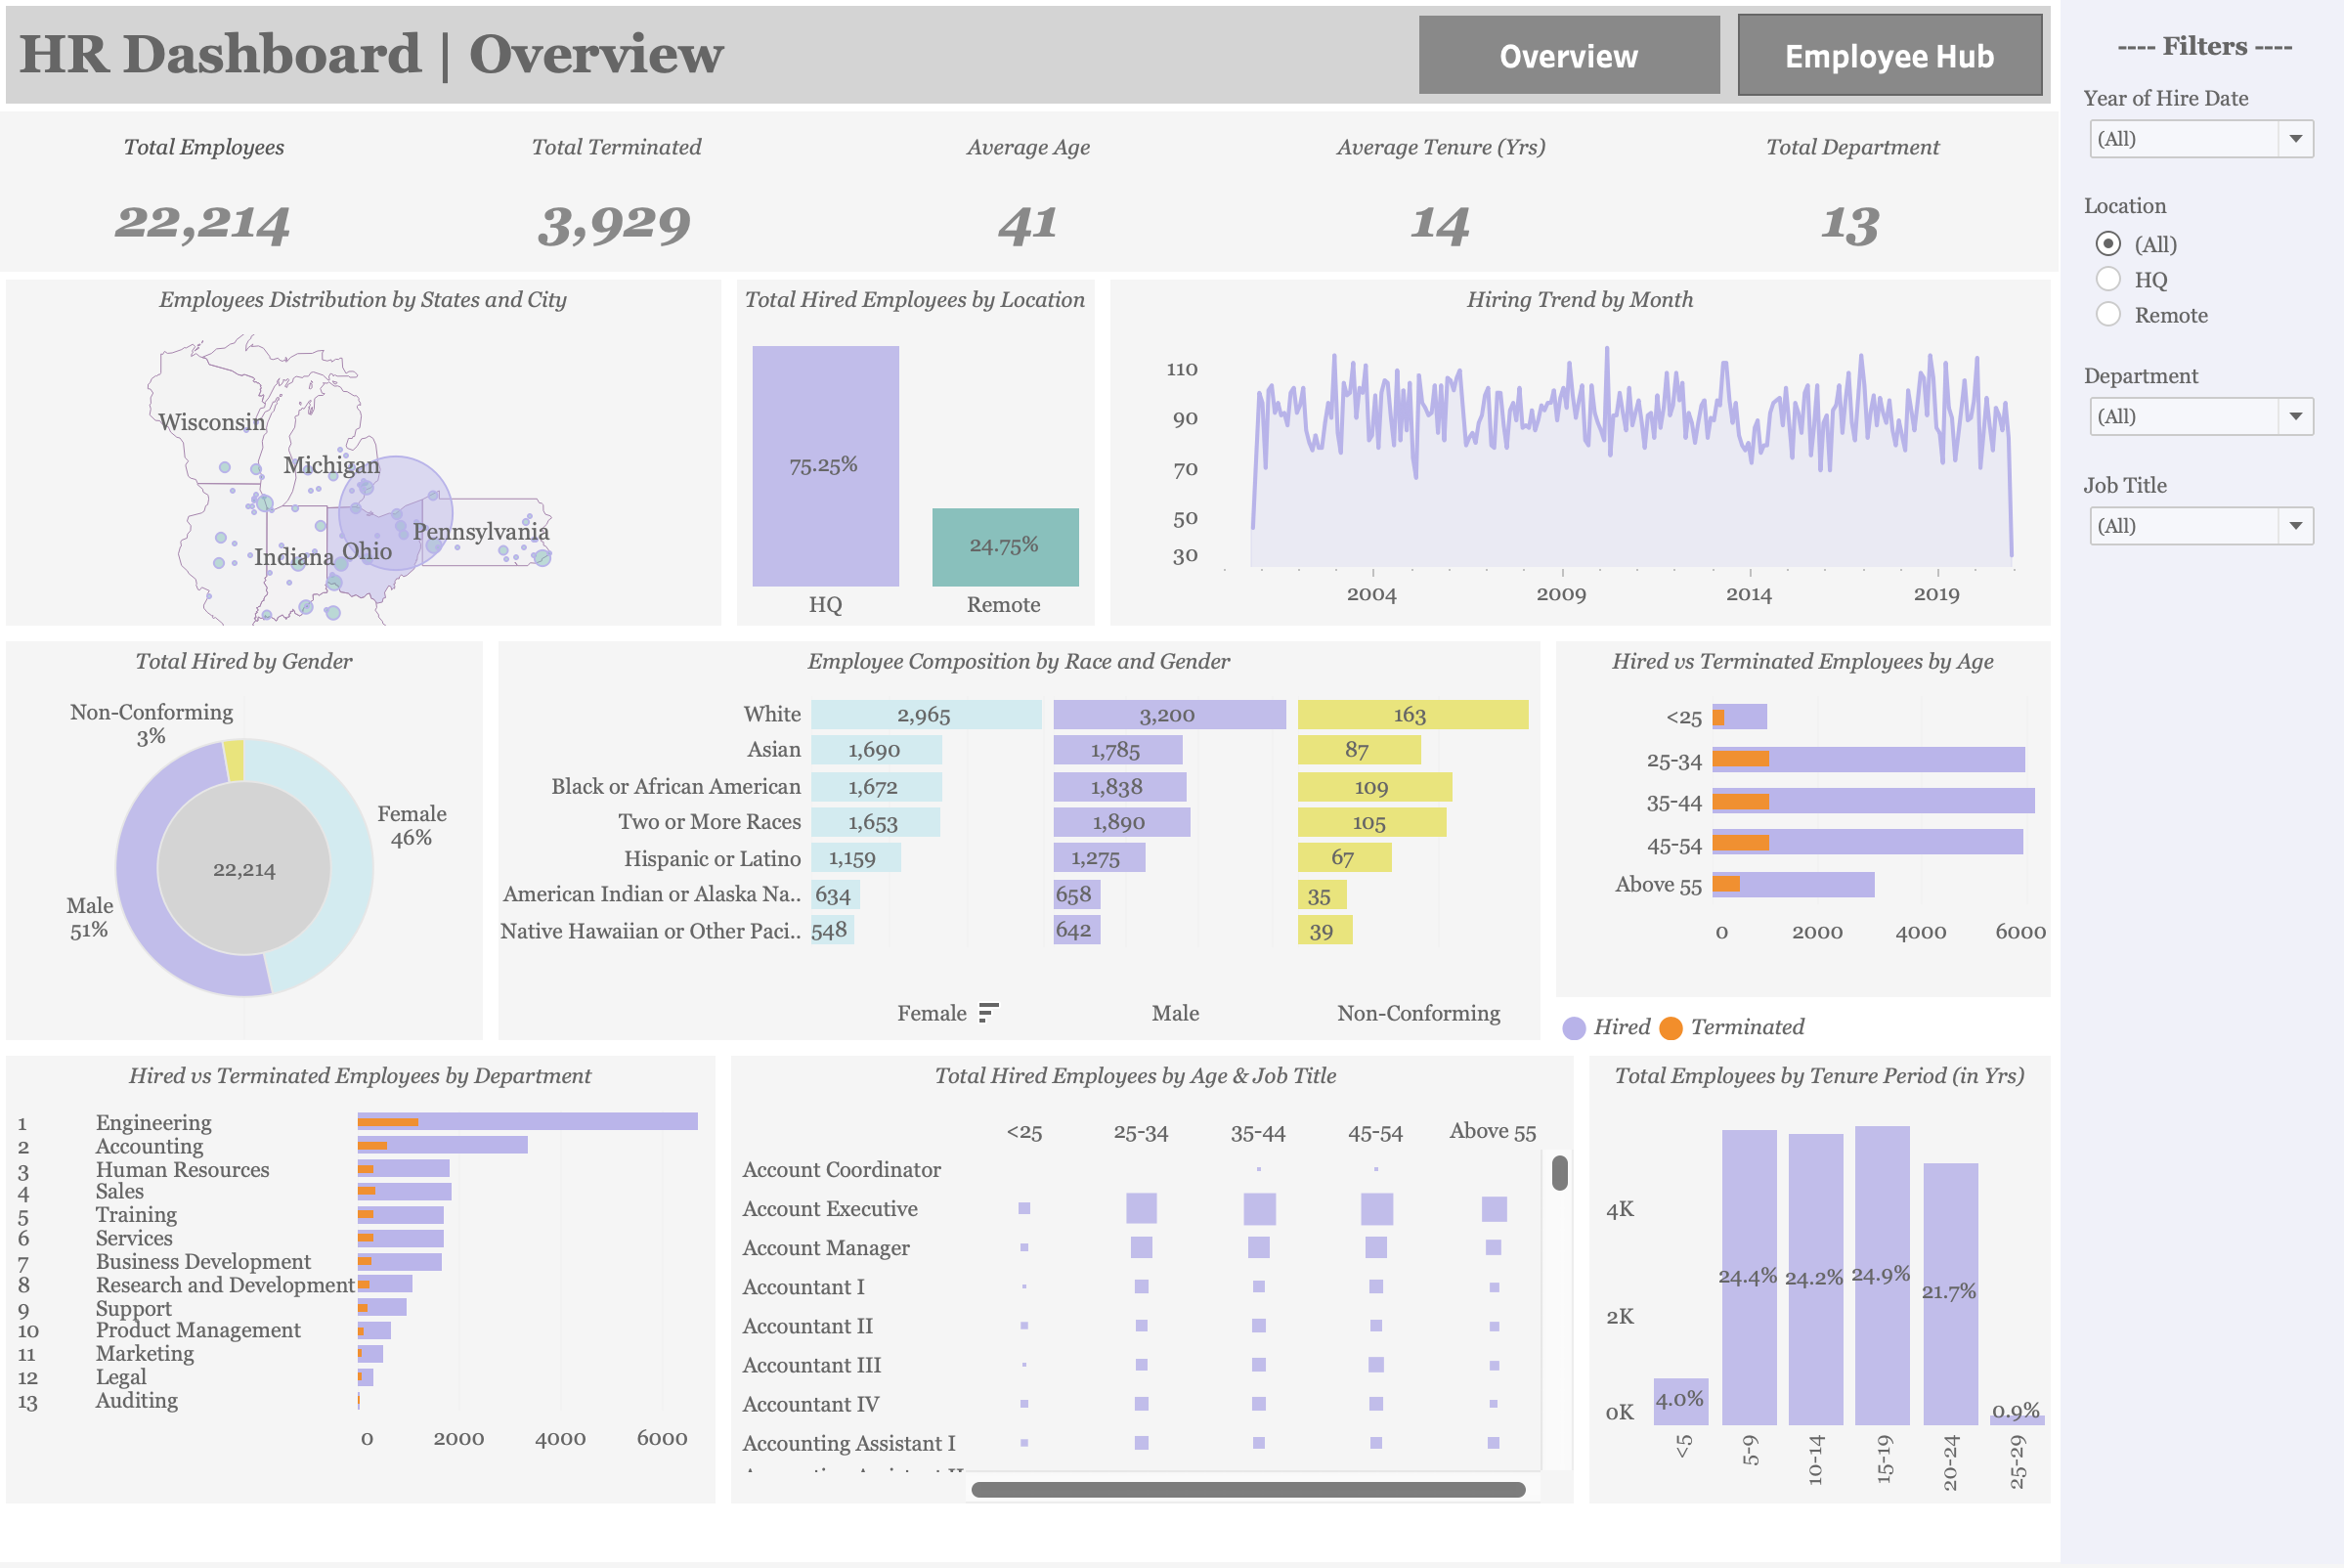 HR Dashboard | Overview
Overview
Employee Hub
---- Filters ----
Year of Hire Date
(All)
Location
(All)
HQ
Remote
Department
(All)
Job Title
(All)
Total Employees
22,214
Total Terminated
3,929
Average Age
41
Average Tenure (Yrs)
14
Total Department
13
Employees Distribution by States and City
Wisconsin
Michigan
Pennsylvania
Indiana
Ohio
Total Hired Employees by Location
75.25%
24.75%
HQ
Remote
Hiring Trend by Month
110
90
70
50
30
2004
2009
2014
2019
Total Hired by Gender
Non-Conforming
3%
Female
46%
22,214
Male
51%
Employee Composition by Race and Gender
White 2,965 3,200 163
Asian 1,690 1,785 87
Black or African American 1,672 1,838 109
Two or More Races 1,653 1,890 105
Hispanic or Latino 1,159 1,275 67
American Indian or Alaska Na.. 634 658 35
Native Hawaiian or Other Paci.. 548 642 39
Female Male Non-Conforming
Hired vs Terminated Employees by Age
<25
25-34
35-44
45-54
Above 55
0 2000 4000 6000
Hired Terminated
Hired vs Terminated Employees by Department
1 Engineering
2 Accounting
3 Human Resources
4 Sales
5 Training
6 Services
7 Business Development
8 Research and Development
9 Support
10 Product Management
11 Marketing
12 Legal
13 Auditing
0 2000 4000 6000
Total Hired Employees by Age & Job Title
<25 25-34 35-44 45-54 Above 55
Account Coordinator
Account Executive
Account Manager
Accountant I
Accountant II
Accountant III
Accountant IV
Accounting Assistant I
Total Employees by Tenure Period (in Yrs)
4K
2K
0K
4.0%
24.4%
24.2%
24.9%
21.7%
0.9%
<5
5-9
10-14
15-19
20-24
25-29